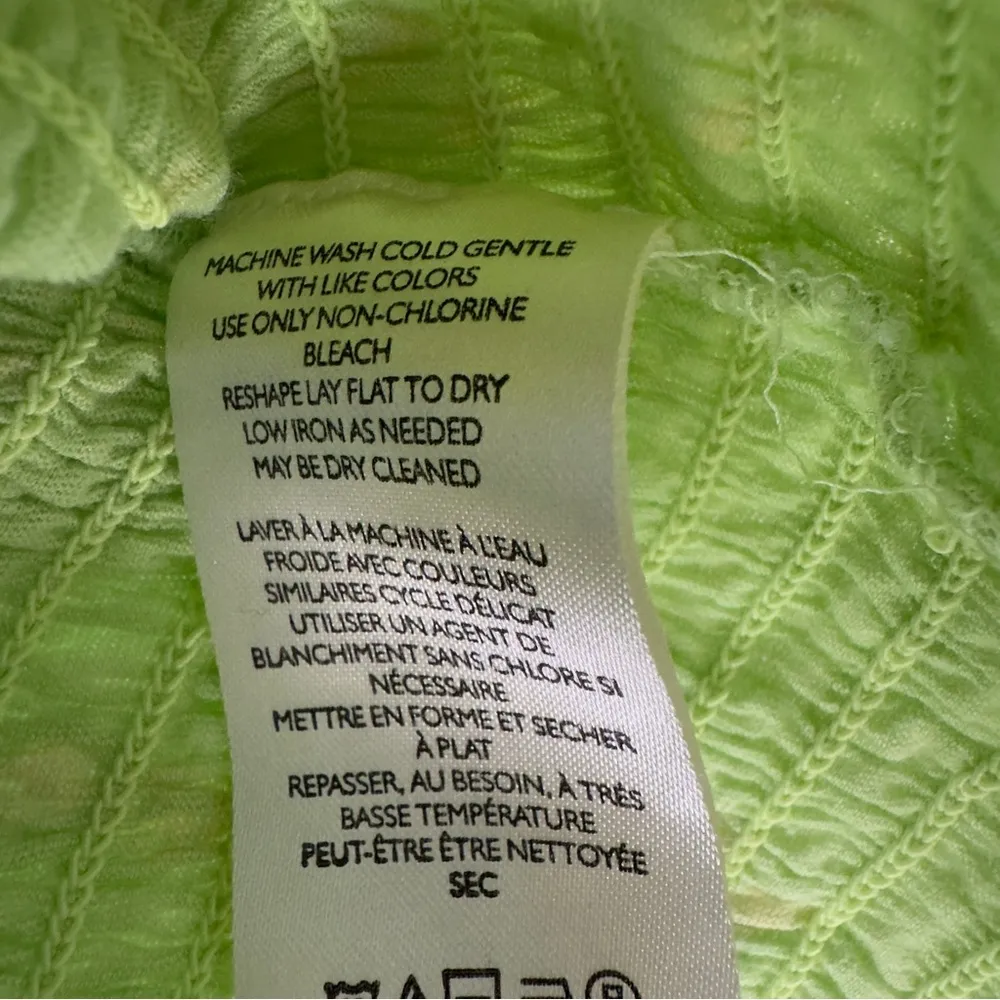 MACHINE WASH COLD GENTLE
WITH LIKE COLORS
USE ONLY NON-CHLORINE
BLEACH
RESHAPE LAY FLAT TO DRY
LOW IRON AS NEEDED
MAY BE DRY CLEANED
LAVER À LA MACHINE À L'EAU
FROIDE AVEC COULEURS
SIMILAIRES CYCLE DÉLICAT
UTILISER UN AGENT DE
BLANCHIMENT SANS CHLORE SI
NÉCESSAIRE
METTRE EN FORME ET SECHER
À PLAT
REPASSER, AU BESOIN, À TRÉS
BASSE TEMPÉRATURE
PEUT-ÊTRE ÊTRE NETTOYÉE
SEC